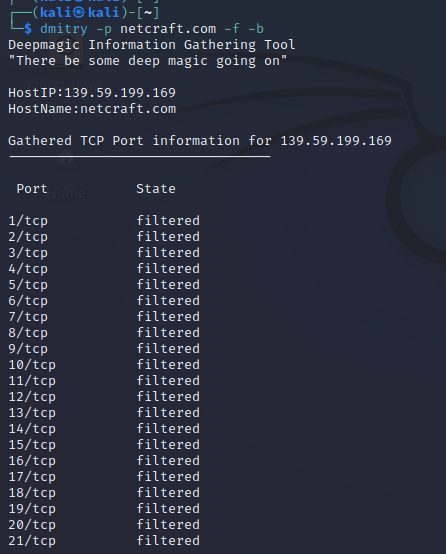 (kali㉿kali)-[~]
$ dmitry -p netcraft.com -f -b
Deepmagic Information Gathering Tool
"There be some deep magic going on"
HostIP:139.59.199.169
HostName:netcraft.com
Gathered TCP Port information for 139.59.199.169
---------------------------------
Port State
1/tcp filtered
2/tcp filtered
3/tcp filtered
4/tcp filtered
5/tcp filtered
6/tcp filtered
7/tcp filtered
8/tcp filtered
9/tcp filtered
10/tcp filtered
11/tcp filtered
12/tcp filtered
13/tcp filtered
14/tcp filtered
15/tcp filtered
16/tcp filtered
17/tcp filtered
18/tcp filtered
19/tcp filtered
20/tcp filtered
21/tcp filtered
Home